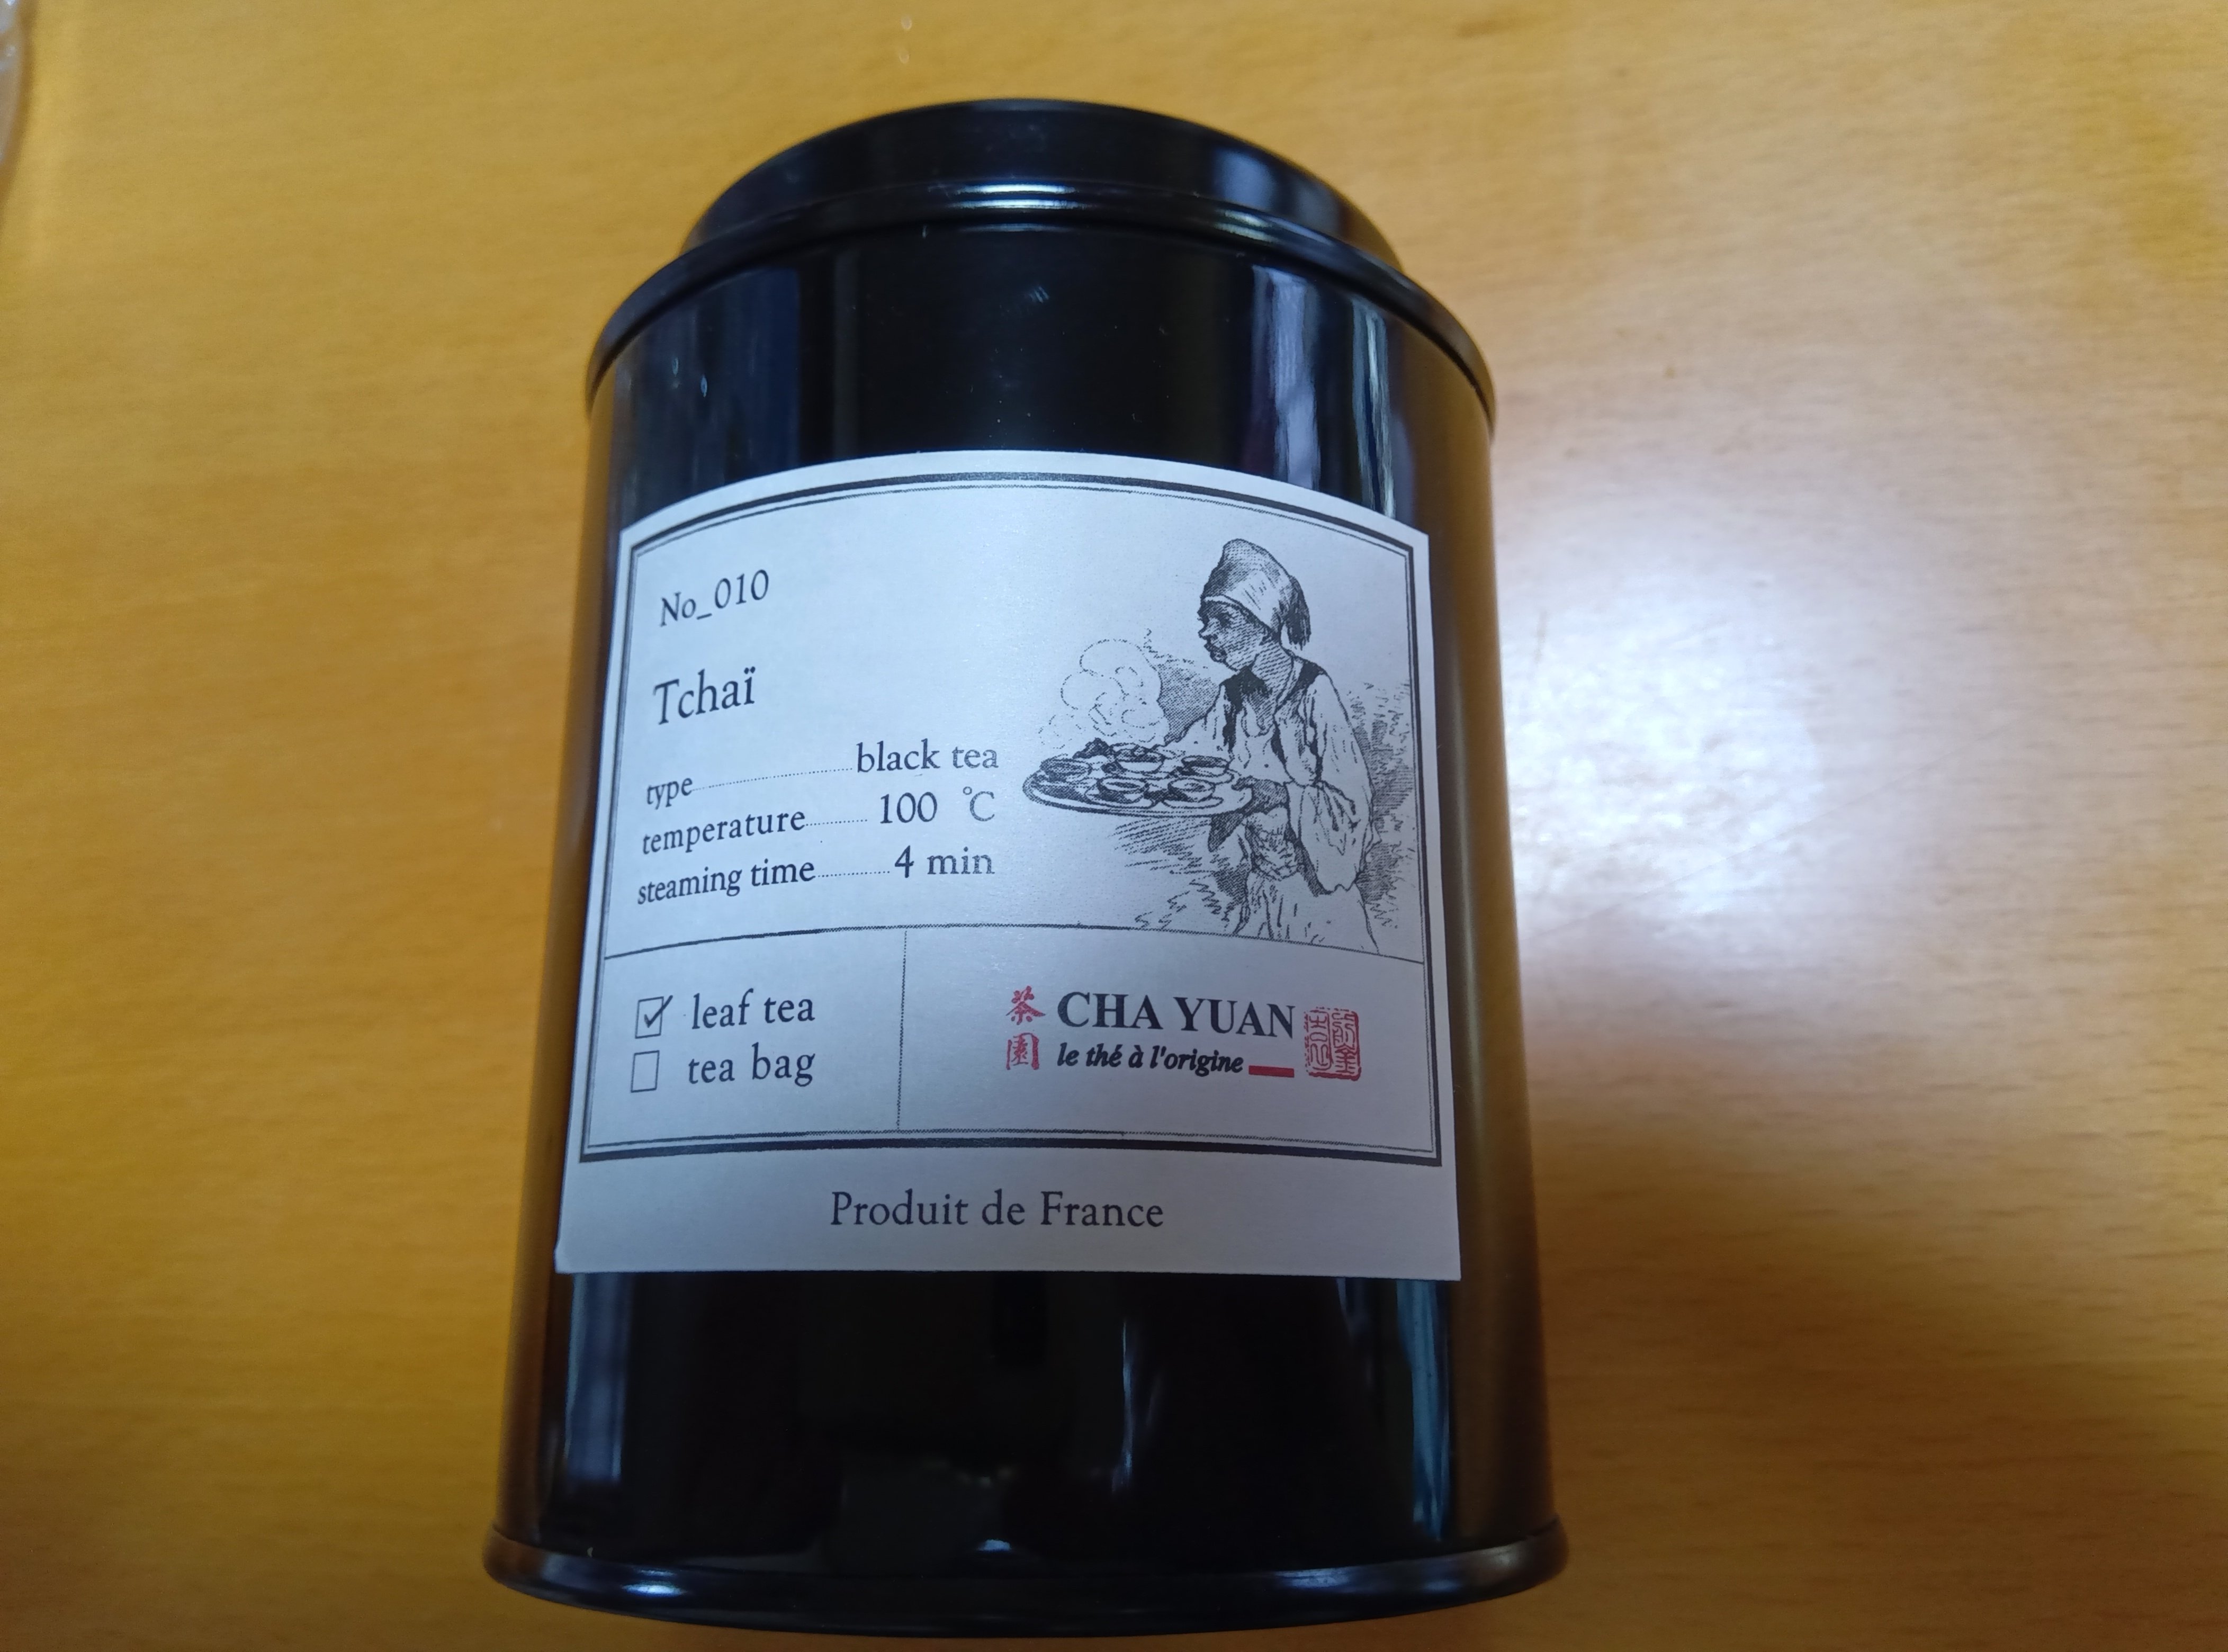 No_010
Tchaï
type black tea
temperature 100 ℃
steaming time 4 min
leaf tea
tea bag
茶園
CHA YUAN
le thé à l'origine
Produit de France